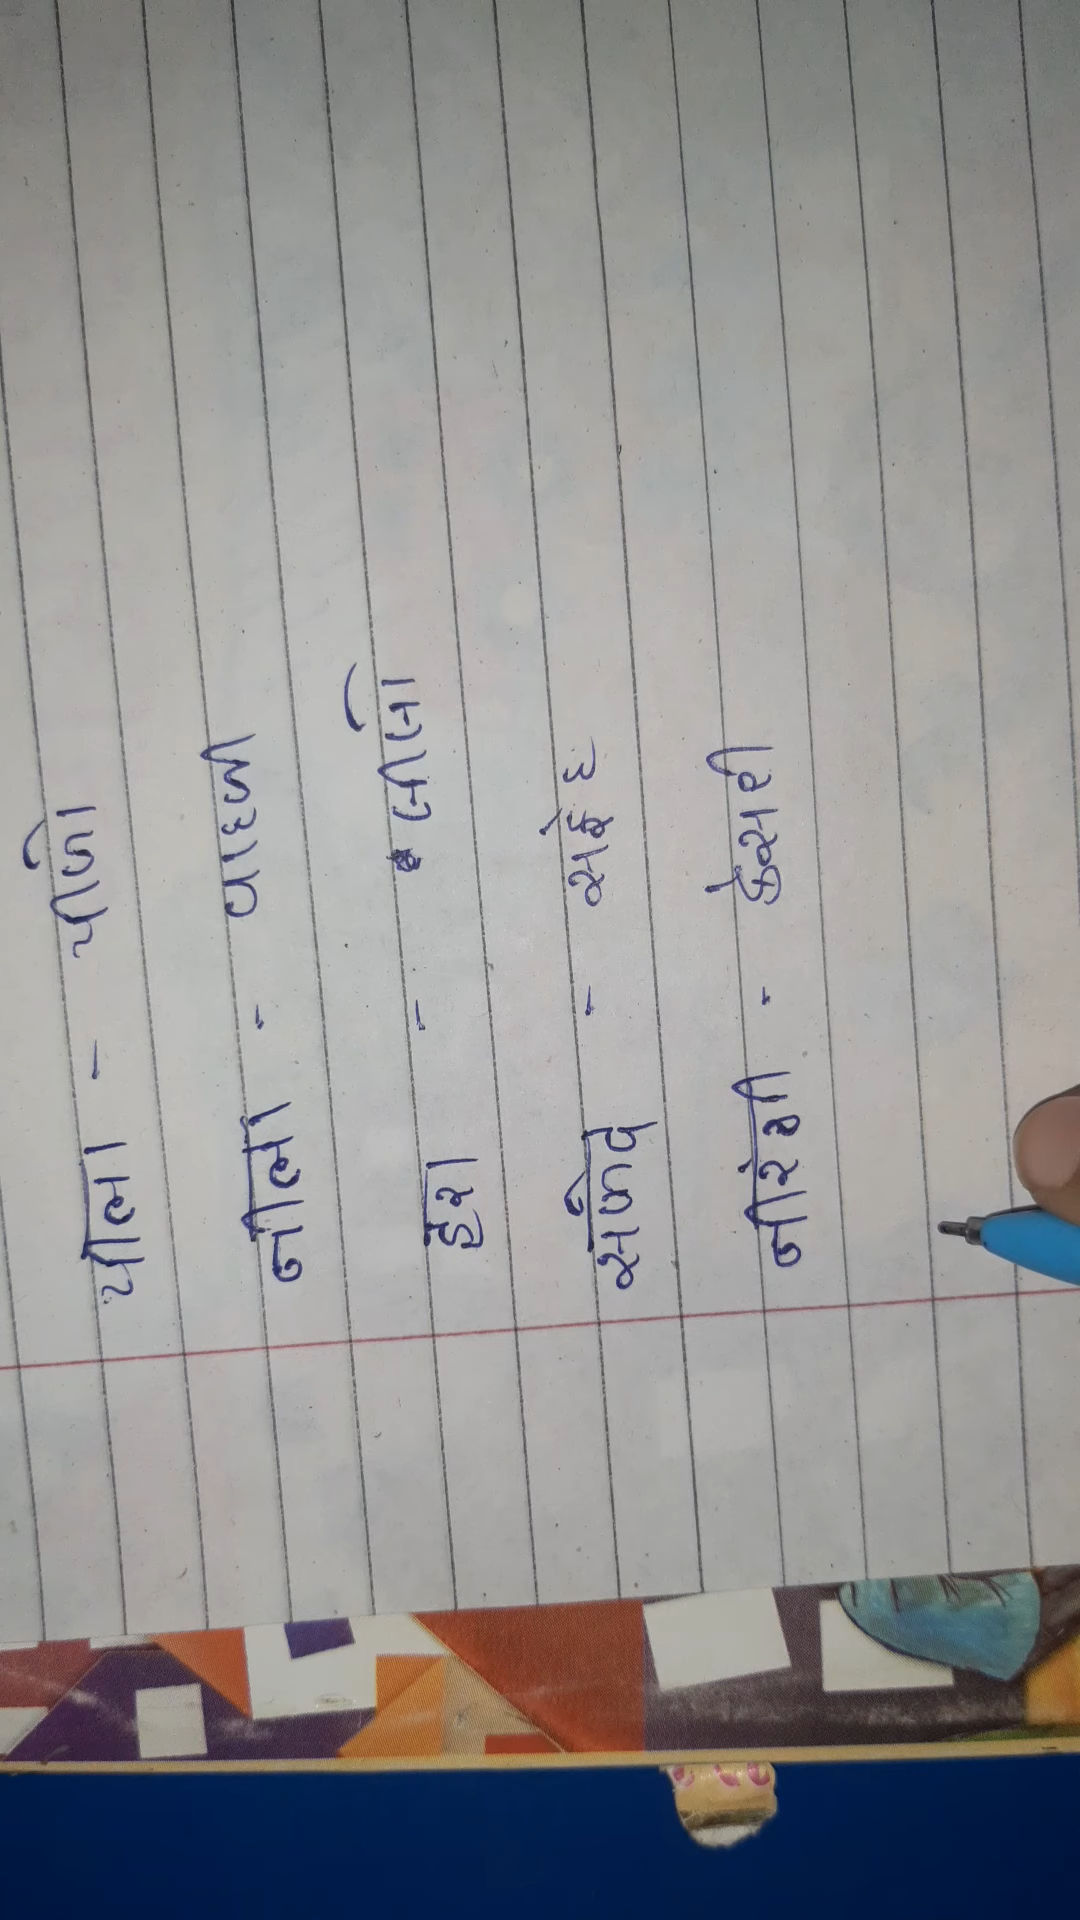 पीला - પીળો
नीला - વાદળી
हरा - લીલો
सफेद - સફેદ
नारंगी - કેસરી